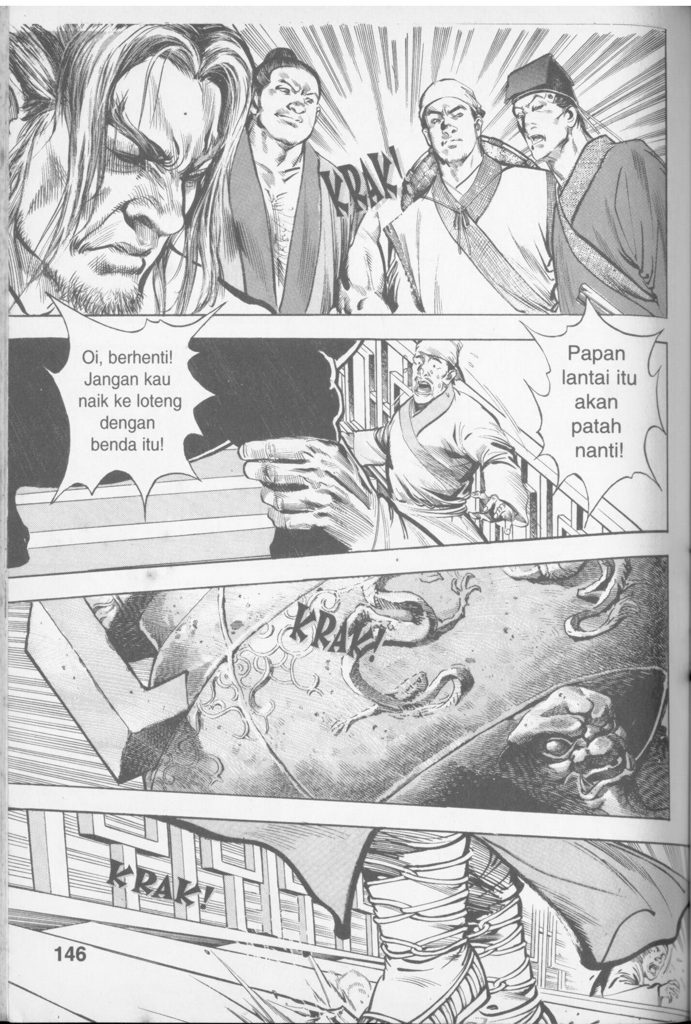 KRAK!
Oi, berhenti!
Jangan kau
naik ke loteng
dengan
benda itu!
Papan
lantai itu
akan
patah
nanti!
KRAK!
KRAK!
146